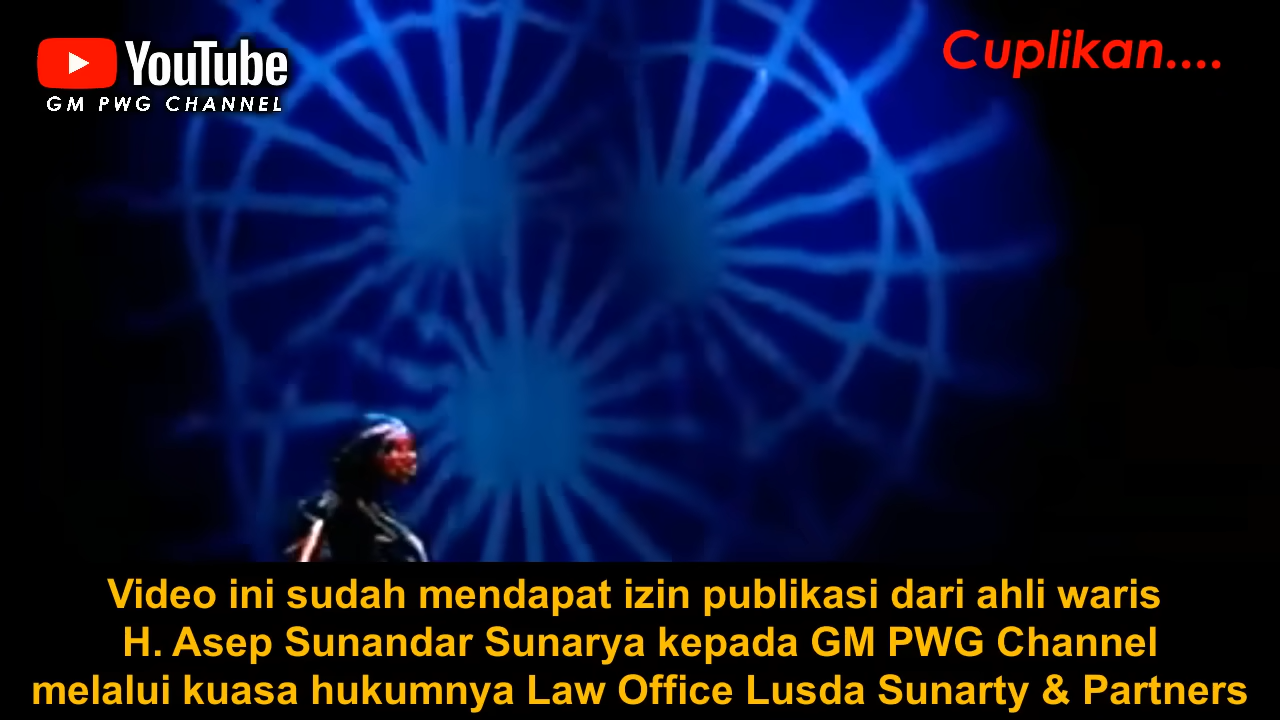 YouTube
GM PWG CHANNEL
Cuplikan....
Video ini sudah mendapat izin publikasi dari ahli waris
H. Asep Sunandar Sunarya kepada GM PWG Channel
melalui kuasa hukumnya Law Office Lusda Sunarty & Partners